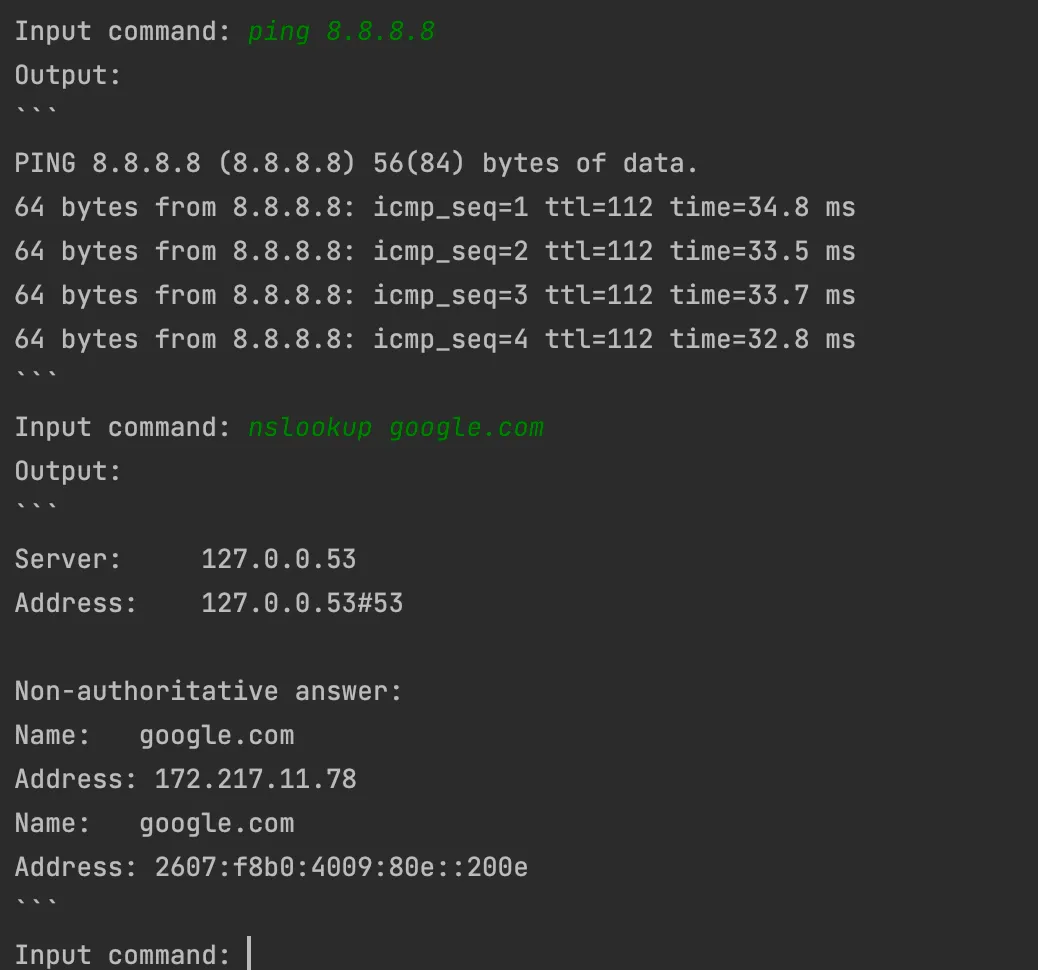 Input command: ping 8.8.8.8
Output:
```
PING 8.8.8.8 (8.8.8.8) 56(84) bytes of data.
64 bytes from 8.8.8.8: icmp_seq=1 ttl=112 time=34.8 ms
64 bytes from 8.8.8.8: icmp_seq=2 ttl=112 time=33.5 ms
64 bytes from 8.8.8.8: icmp_seq=3 ttl=112 time=33.7 ms
64 bytes from 8.8.8.8: icmp_seq=4 ttl=112 time=32.8 ms
```
Input command: nslookup google.com
Output:
```
Server:     127.0.0.53
Address:    127.0.0.53#53

Non-authoritative answer:
Name:   google.com
Address: 172.217.11.78
Name:   google.com
Address: 2607:f8b0:4009:80e::200e
```
Input command: